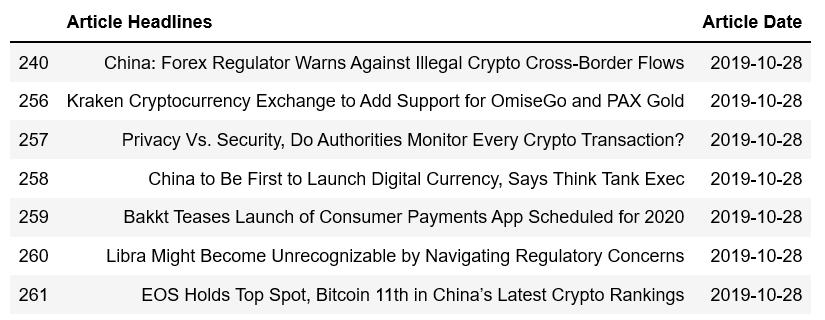 Article Headlines Article Date
240 China: Forex Regulator Warns Against Illegal Crypto Cross-Border Flows 2019-10-28
256 Kraken Cryptocurrency Exchange to Add Support for OmiseGo and PAX Gold 2019-10-28
257 Privacy Vs. Security, Do Authorities Monitor Every Crypto Transaction? 2019-10-28
258 China to Be First to Launch Digital Currency, Says Think Tank Exec 2019-10-28
259 Bakkt Teases Launch of Consumer Payments App Scheduled for 2020 2019-10-28
260 Libra Might Become Unrecognizable by Navigating Regulatory Concerns 2019-10-28
261 EOS Holds Top Spot, Bitcoin 11th in China’s Latest Crypto Rankings 2019-10-28